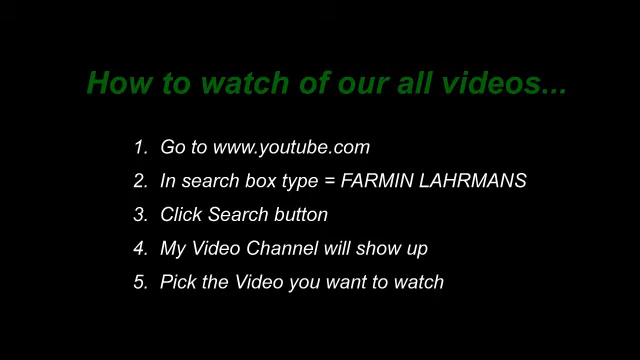 How to watch of our all videos...
1. Go to www.youtube.com
2. In search box type = FARMIN LAHRMANS
3. Click Search button
4. My Video Channel will show up
5. Pick the Video you want to watch